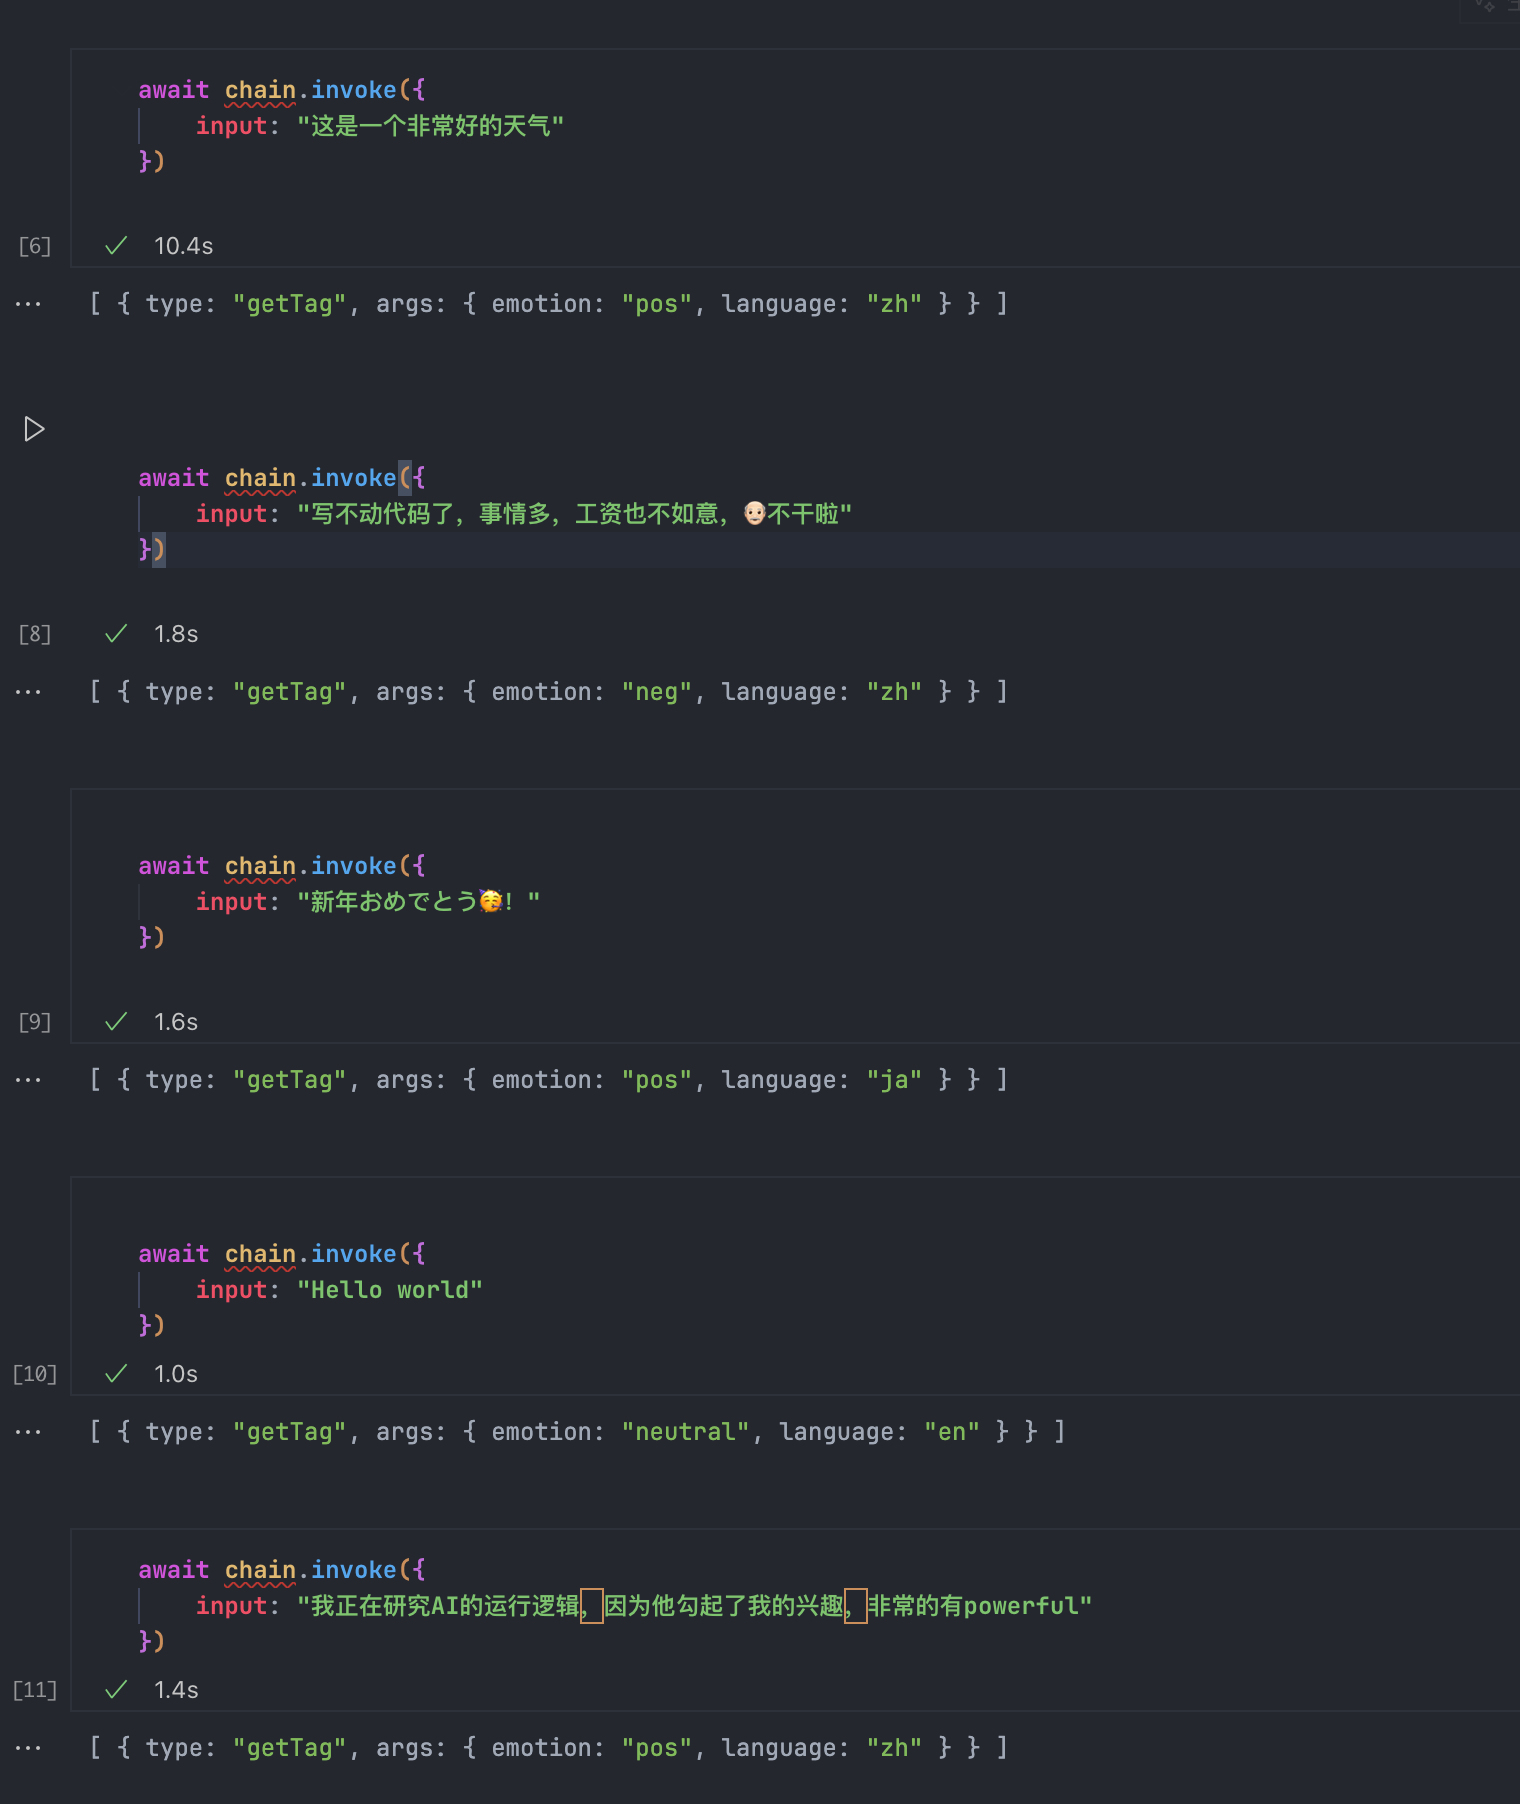 await chain.invoke({
input: "这是一个非常好的天气"
})
[6] 10.4s
[ { type: "getTag", args: { emotion: "pos", language: "zh" } } ]
await chain.invoke({
input: "写不动代码了，事情多，工资也不如意，👴🏻不干啦"
})
[8] 1.8s
[ { type: "getTag", args: { emotion: "neg", language: "zh" } } ]
await chain.invoke({
input: "新年おめでとう🥳！"
})
[9] 1.6s
[ { type: "getTag", args: { emotion: "pos", language: "ja" } } ]
await chain.invoke({
input: "Hello world"
})
[10] 1.0s
[ { type: "getTag", args: { emotion: "neutral", language: "en" } } ]
await chain.invoke({
input: "我正在研究AI的运行逻辑，因为他勾起了我的兴趣，非常的有powerful"
})
[11] 1.4s
[ { type: "getTag", args: { emotion: "pos", language: "zh" } } ]